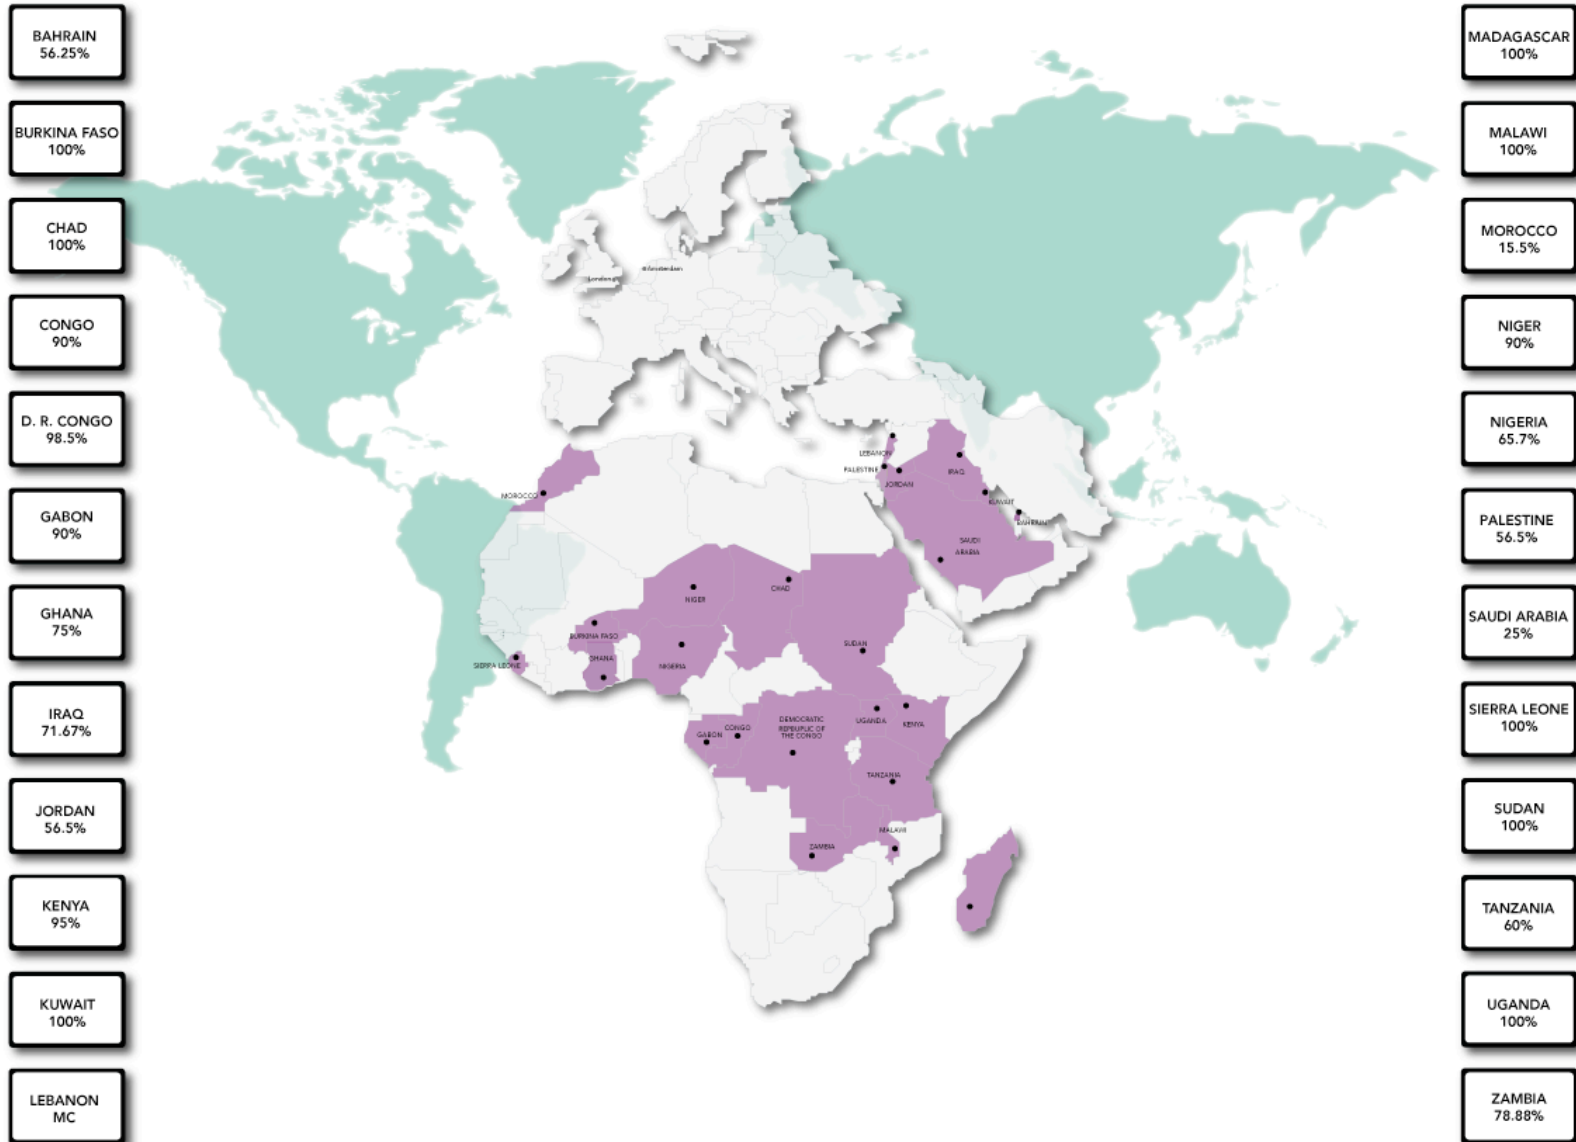 BAHRAIN
56.25%
BURKINA FASO
100%
CHAD
100%
CONGO
90%
D. R. CONGO
98.5%
GABON
90%
GHANA
75%
IRAQ
71.67%
JORDAN
56.5%
KENYA
95%
KUWAIT
100%
LEBANON
MC
London
Amsterdam
LEBANON
PALESTINE
JORDAN
IRAQ
KUWAIT
BAHRAIN
SAUDI
ARABIA
MOROCCO
NIGER
CHAD
BURKINA FASO
GHANA
SIERRA LEONE
NIGERIA
SUDAN
UGANDA
KENYA
GABON
CONGO
DEMOCRATIC
REPBUPLIC OF
THE CONGO
TANZANIA
MALAWI
ZAMBIA
MADAGASCAR
100%
MALAWI
100%
MOROCCO
15.5%
NIGER
90%
NIGERIA
65.7%
PALESTINE
56.5%
SAUDI ARABIA
25%
SIERRA LEONE
100%
SUDAN
100%
TANZANIA
60%
UGANDA
100%
ZAMBIA
78.88%